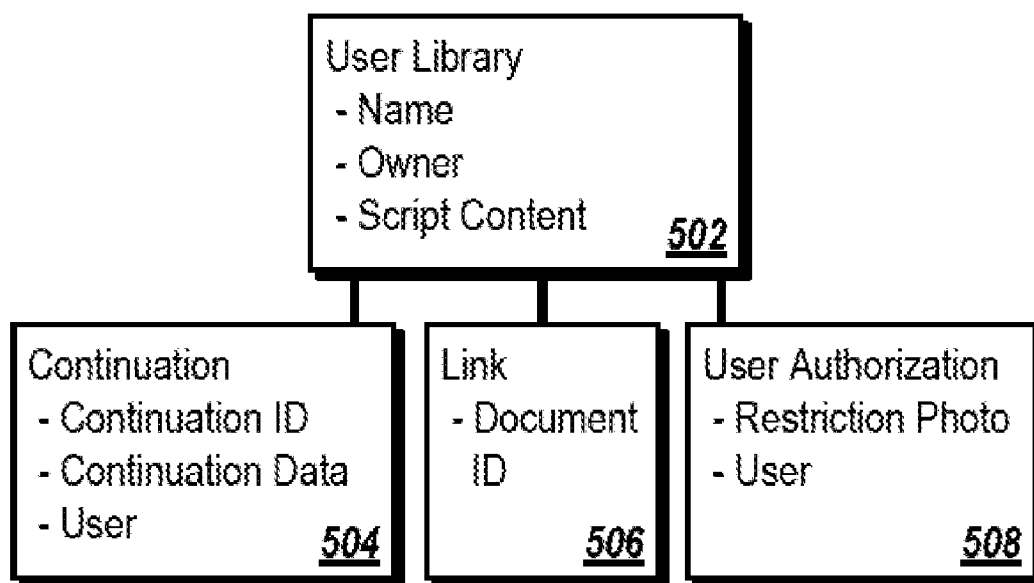 User Library
- Name
- Owner
- Script Content
502
Continuation
- Continuation ID
- Continuation Data
- User
504
Link
- Document
ID
506
User Authorization
- Restriction Photo
- User
508